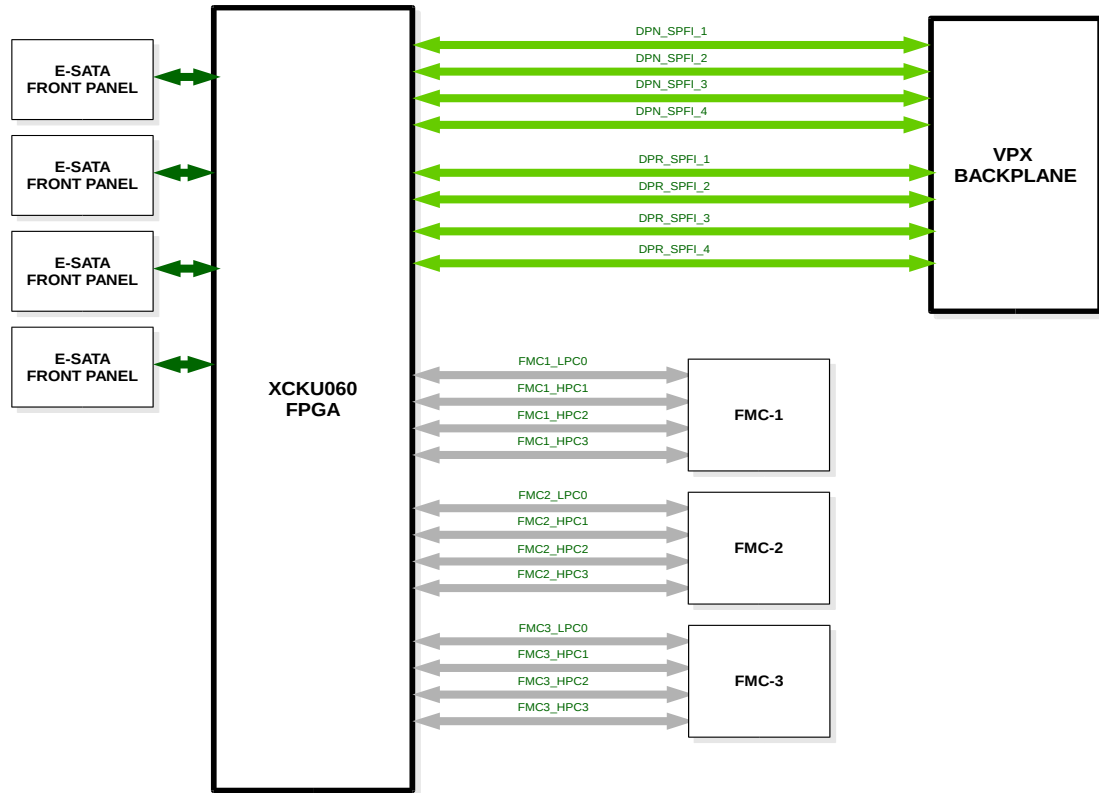 E-SATA
FRONT PANEL
E-SATA
FRONT PANEL
E-SATA
FRONT PANEL
E-SATA
FRONT PANEL
XCKU060
FPGA
DPN_SPFI_1
DPN_SPFI_2
DPN_SPFI_3
DPN_SPFI_4
DPR_SPFI_1
DPR_SPFI_2
DPR_SPFI_3
DPR_SPFI_4
VPX
BACKPLANE
FMC1_LPC0
FMC1_HPC1
FMC1_HPC2
FMC1_HPC3
FMC-1
FMC2_LPC0
FMC2_HPC1
FMC2_HPC2
FMC2_HPC3
FMC-2
FMC3_LPC0
FMC3_HPC1
FMC3_HPC2
FMC3_HPC3
FMC-3